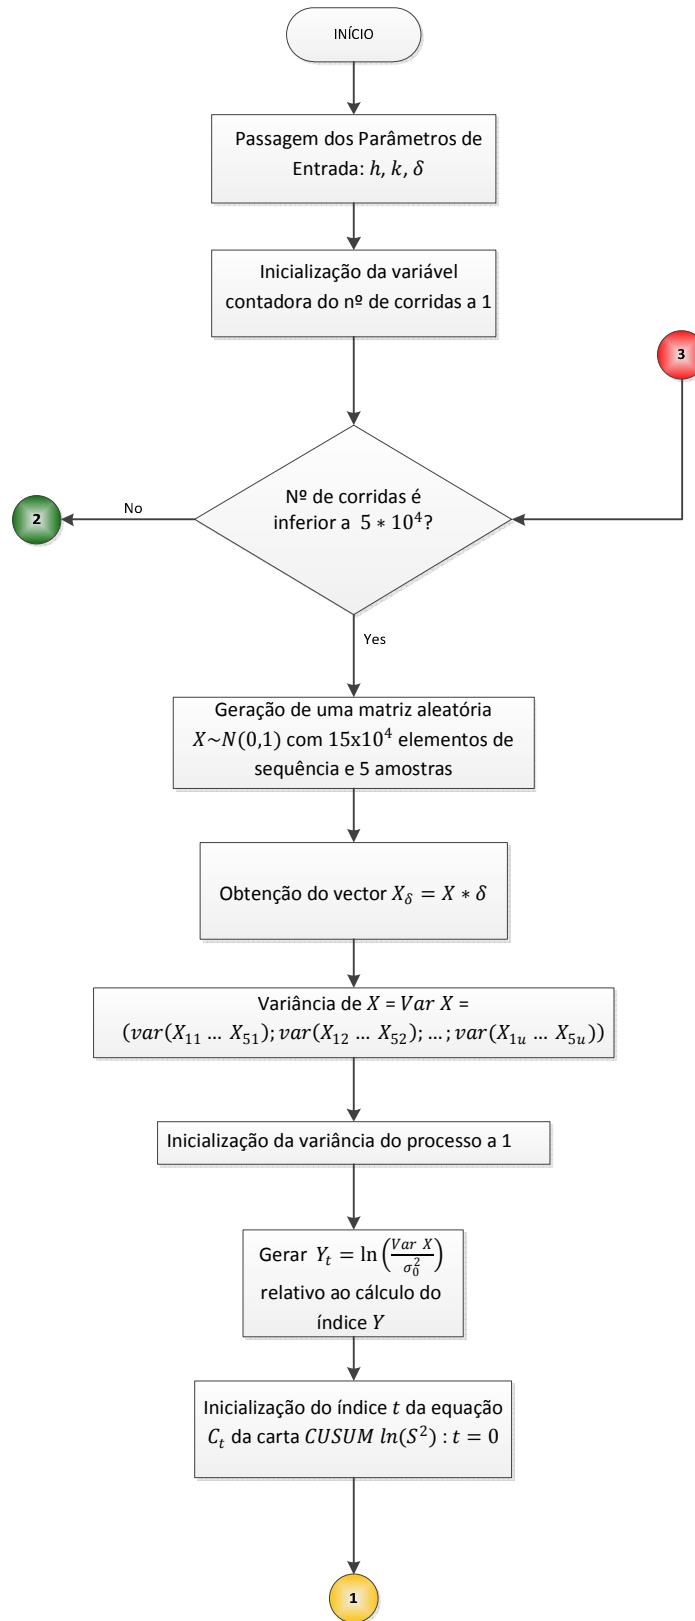 INÍCIO
Passagem dos Parâmetros de
Entrada: h, k, δ
Inicialização da variável
contadora do nº de corridas a 1
3
Nº de corridas é
inferior a 5 * 10⁴?
No
2
Yes
Geração de uma matriz aleatória
X~N(0,1) com 15x10⁴ elementos de
sequência e 5 amostras
Obtenção do vector X_δ = X * δ
Variância de X = Var X =
(var(X₁₁ … X₅₁); var(X₁₂ … X₅₂); … ; var(X₁ᵤ … X₅ᵤ))
Inicialização da variância do processo a 1
Gerar Y_t = ln(Var X / σ₀²)
relativo ao cálculo do
índice Y
Inicialização do índice t da equação
C_t da carta CUSUM ln(S²) : t = 0
1